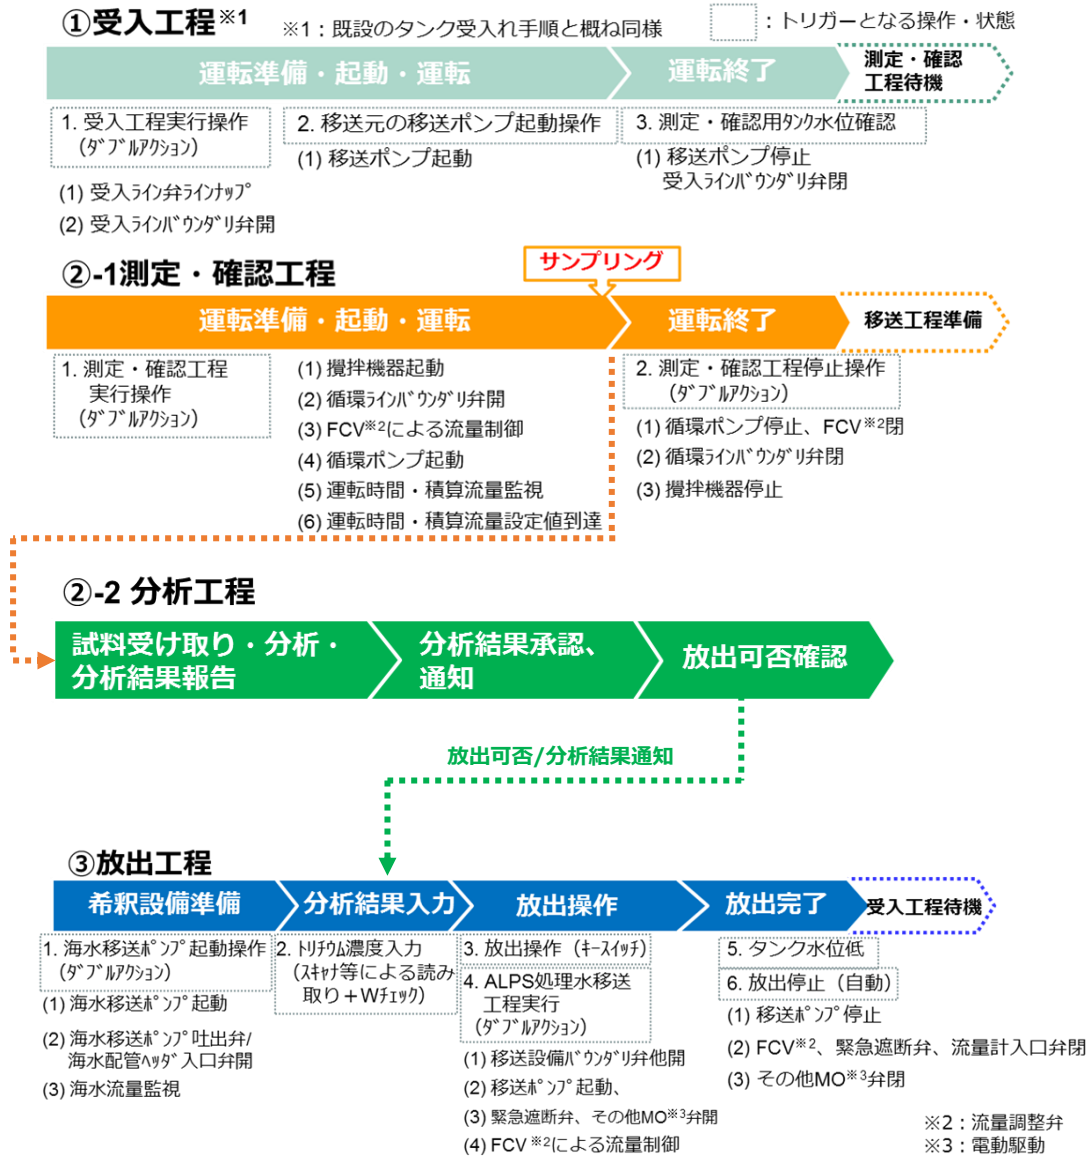 ①受入工程※1
※1：既設のタンク受入れ手順と概ね同様
：トリガーとなる操作・状態
運転準備・起動・運転
運転終了
測定・確認
工程待機
1. 受入工程実行操作
(ﾀﾞﾌﾞﾙｱｸｼｮﾝ)
(1) 受入ﾗｲﾝ弁ﾗｲﾝﾅｯﾌﾟ
(2) 受入ﾗｲﾝﾊﾞｳﾝﾀﾞﾘ弁開
2. 移送元の移送ポンプ起動操作
(1) 移送ポンプ起動
3. 測定・確認用ﾀﾝｸ水位確認
(1) 移送ポンプ停止
受入ﾗｲﾝﾊﾞｳﾝﾀﾞﾘ弁閉
②-1測定・確認工程
サンプリング
運転準備・起動・運転
運転終了
移送工程準備
1. 測定・確認工程
実行操作
(ﾀﾞﾌﾞﾙｱｸｼｮﾝ)
(1) 攪拌機器起動
(2) 循環ﾗｲﾝﾊﾞｳﾝﾀﾞﾘ弁開
(3) FCV※2による流量制御
(4) 循環ポンプ起動
(5) 運転時間・積算流量監視
(6) 運転時間・積算流量設定値到達
2. 測定・確認工程停止操作
(ﾀﾞﾌﾞﾙｱｸｼｮﾝ)
(1) 循環ポンプ停止、FCV※2閉
(2) 循環ﾗｲﾝﾊﾞｳﾝﾀﾞﾘ弁閉
(3) 攪拌機器停止
②-2 分析工程
試料受け取り・分析・
分析結果報告
分析結果承認、
通知
放出可否確認
放出可否/分析結果通知
③放出工程
希釈設備準備
分析結果入力
放出操作
放出完了
受入工程待機
1. 海水移送ﾎﾟﾝﾌﾟ起動操作
(ﾀﾞﾌﾞﾙｱｸｼｮﾝ)
(1) 海水移送ﾎﾟﾝﾌﾟ起動
(2) 海水移送ﾎﾟﾝﾌﾟ吐出弁/
海水配管ﾍｯﾀﾞ入口弁開
(3) 海水流量監視
2. ﾄﾘﾁｳﾑ濃度入力
(ｽｷｬﾅ等による読み
取り＋Wﾁｪｯｸ)
3. 放出操作（ｷｰｽｲｯﾁ）
4. ALPS処理水移送
工程実行
(ﾀﾞﾌﾞﾙｱｸｼｮﾝ)
(1) 移送設備ﾊﾞｳﾝﾀﾞﾘ弁他開
(2) 移送ﾎﾟﾝﾌﾟ起動、
(3) 緊急遮断弁、その他MO※3弁開
(4) FCV※2による流量制御
5. タンク水位低
6. 放出停止（自動）
(1) 移送ﾎﾟﾝﾌﾟ停止
(2) FCV※2、緊急遮断弁、流量計入口弁閉
(3) その他MO※3弁閉
※2：流量調整弁
※3：電動駆動